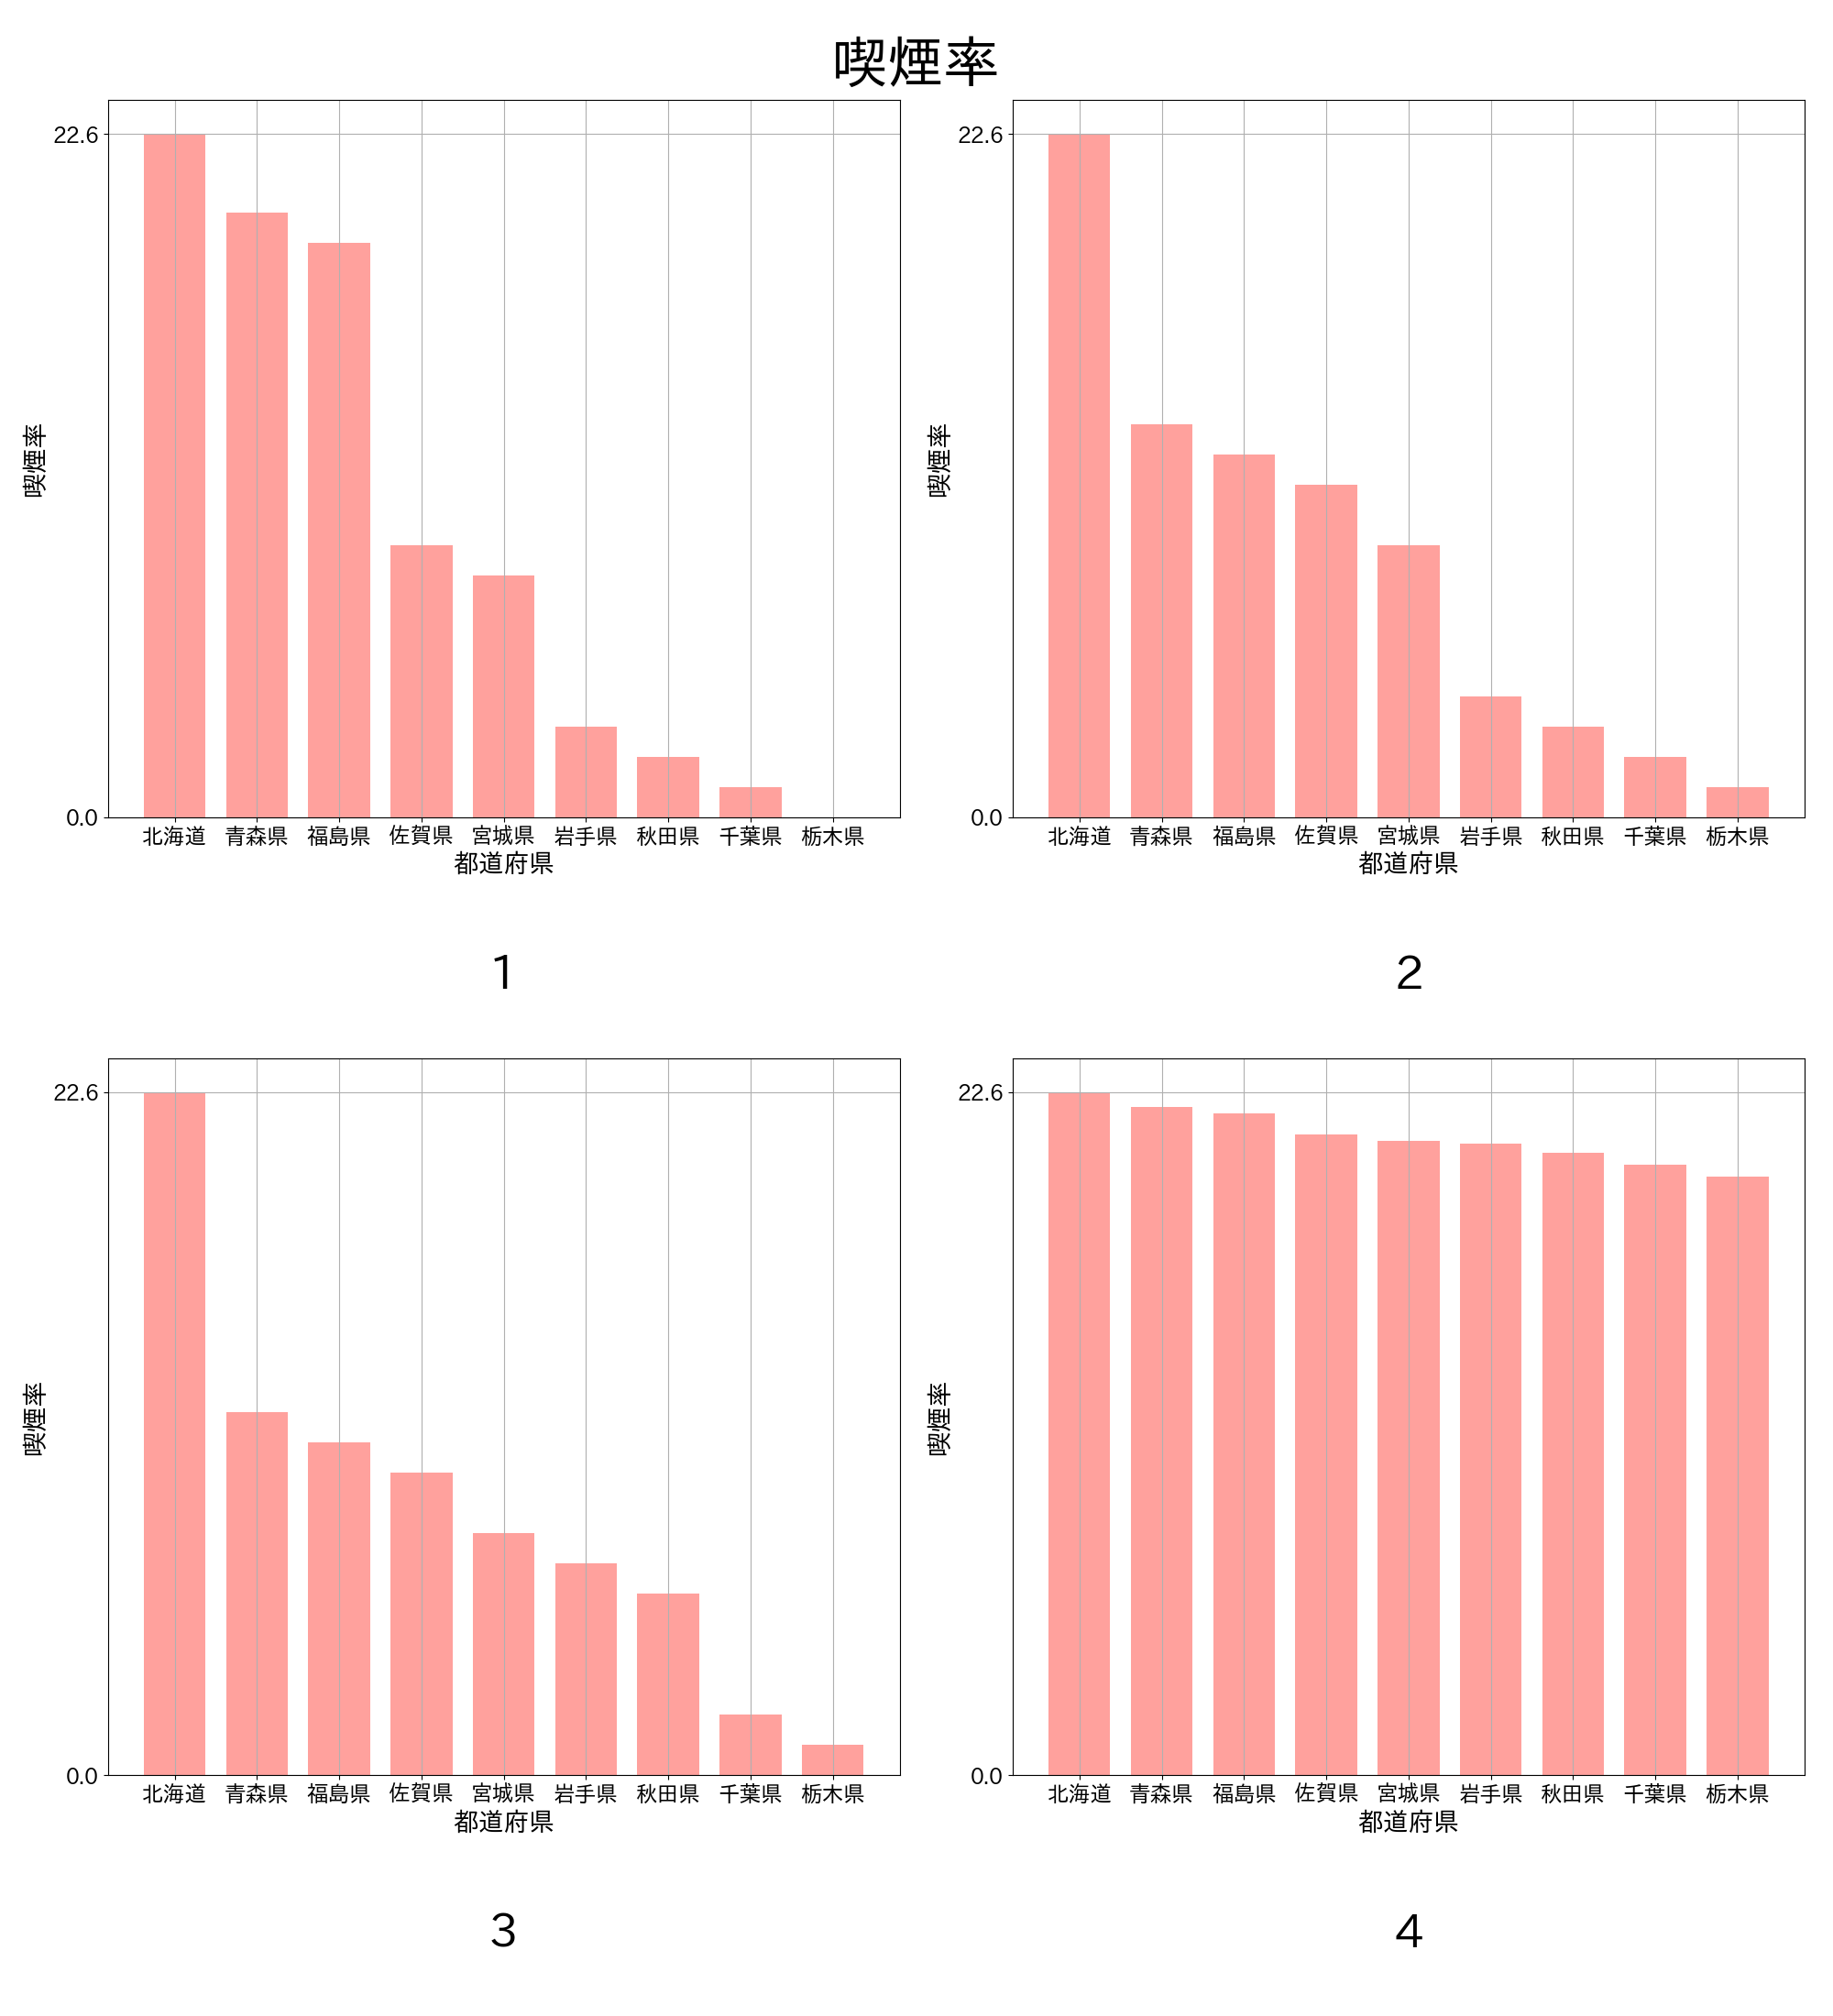 喫煙率
22.6
0.0
喫煙率
北海道 青森県 福島県 佐賀県 宮城県 岩手県 秋田県 千葉県 栃木県
都道府県
1
22.6
0.0
喫煙率
北海道 青森県 福島県 佐賀県 宮城県 岩手県 秋田県 千葉県 栃木県
都道府県
2
22.6
0.0
喫煙率
北海道 青森県 福島県 佐賀県 宮城県 岩手県 秋田県 千葉県 栃木県
都道府県
3
22.6
0.0
喫煙率
北海道 青森県 福島県 佐賀県 宮城県 岩手県 秋田県 千葉県 栃木県
都道府県
4